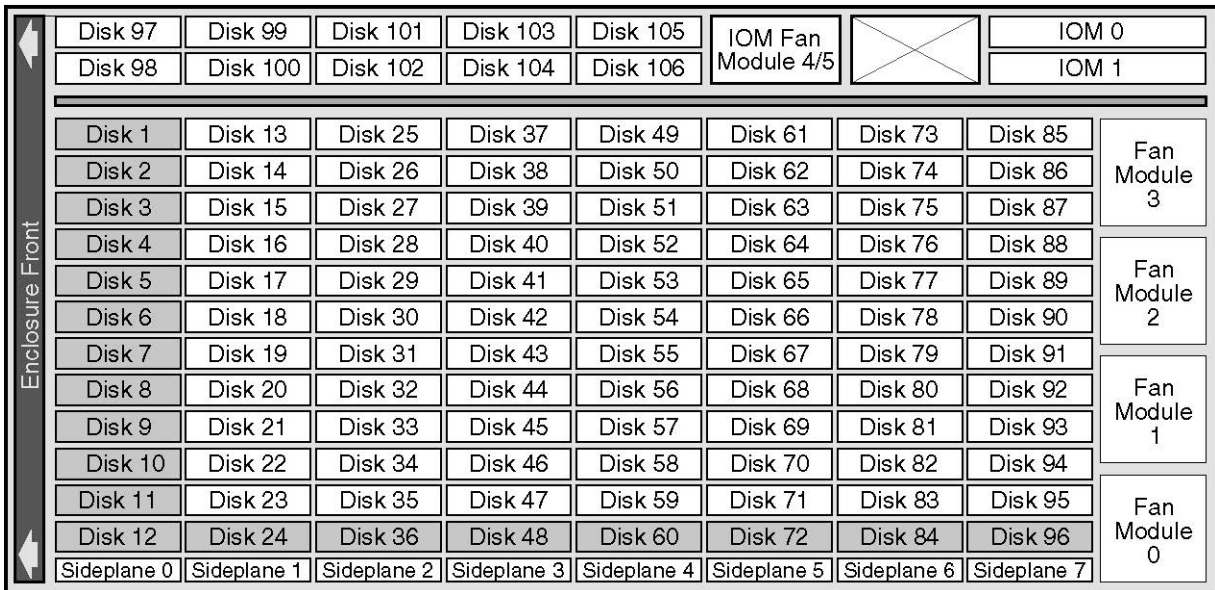 Enclosure Front
Disk 97 Disk 99 Disk 101 Disk 103 Disk 105 IOM Fan Module 4/5 IOM 0
Disk 98 Disk 100 Disk 102 Disk 104 Disk 106 IOM 1
Disk 1 Disk 13 Disk 25 Disk 37 Disk 49 Disk 61 Disk 73 Disk 85
Disk 2 Disk 14 Disk 26 Disk 38 Disk 50 Disk 62 Disk 74 Disk 86
Disk 3 Disk 15 Disk 27 Disk 39 Disk 51 Disk 63 Disk 75 Disk 87
Fan Module 3
Disk 4 Disk 16 Disk 28 Disk 40 Disk 52 Disk 64 Disk 76 Disk 88
Disk 5 Disk 17 Disk 29 Disk 41 Disk 53 Disk 65 Disk 77 Disk 89
Disk 6 Disk 18 Disk 30 Disk 42 Disk 54 Disk 66 Disk 78 Disk 90
Fan Module 2
Disk 7 Disk 19 Disk 31 Disk 43 Disk 55 Disk 67 Disk 79 Disk 91
Disk 8 Disk 20 Disk 32 Disk 44 Disk 56 Disk 68 Disk 80 Disk 92
Disk 9 Disk 21 Disk 33 Disk 45 Disk 57 Disk 69 Disk 81 Disk 93
Fan Module 1
Disk 10 Disk 22 Disk 34 Disk 46 Disk 58 Disk 70 Disk 82 Disk 94
Disk 11 Disk 23 Disk 35 Disk 47 Disk 59 Disk 71 Disk 83 Disk 95
Disk 12 Disk 24 Disk 36 Disk 48 Disk 60 Disk 72 Disk 84 Disk 96
Fan Module 0
Sideplane 0 Sideplane 1 Sideplane 2 Sideplane 3 Sideplane 4 Sideplane 5 Sideplane 6 Sideplane 7